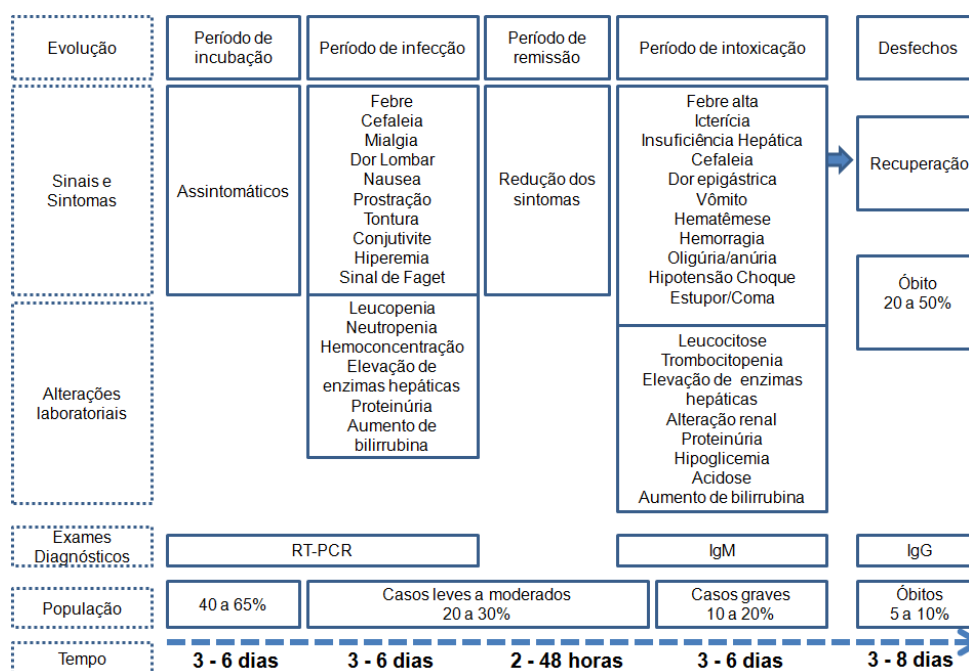 Evolução
Período de
incubação
Período de infecção
Período de
remissão
Período de intoxicação
Desfechos
Sinais e
Sintomas
Assintomáticos
Febre
Cefaleia
Mialgia
Dor Lombar
Nausea
Prostração
Tontura
Conjutivite
Hiperemia
Sinal de Faget
Redução dos
sintomas
Febre alta
Icterícia
Insuficiência Hepática
Cefaleia
Dor epigástrica
Vômito
Hematêmese
Hemorragia
Oligúria/anúria
Hipotensão Choque
Estupor/Coma
Recuperação
Óbito
20 a 50%
Alterações
laboratoriais
Leucopenia
Neutropenia
Hemoconcentração
Elevação de
enzimas hepáticas
Proteinúria
Aumento de
bilirrubina
Leucocitose
Trombocitopenia
Elevação de enzimas
hepáticas
Alteração renal
Proteinúria
Hipoglicemia
Acidose
Aumento de bilirrubina
Exames
Diagnósticos
RT-PCR
IgM
IgG
População
40 a 65%
Casos leves a moderados
20 a 30%
Casos graves
10 a 20%
Óbitos
5 a 10%
Tempo
3 - 6 dias
3 - 6 dias
2 - 48 horas
3 - 6 dias
3 - 8 dias